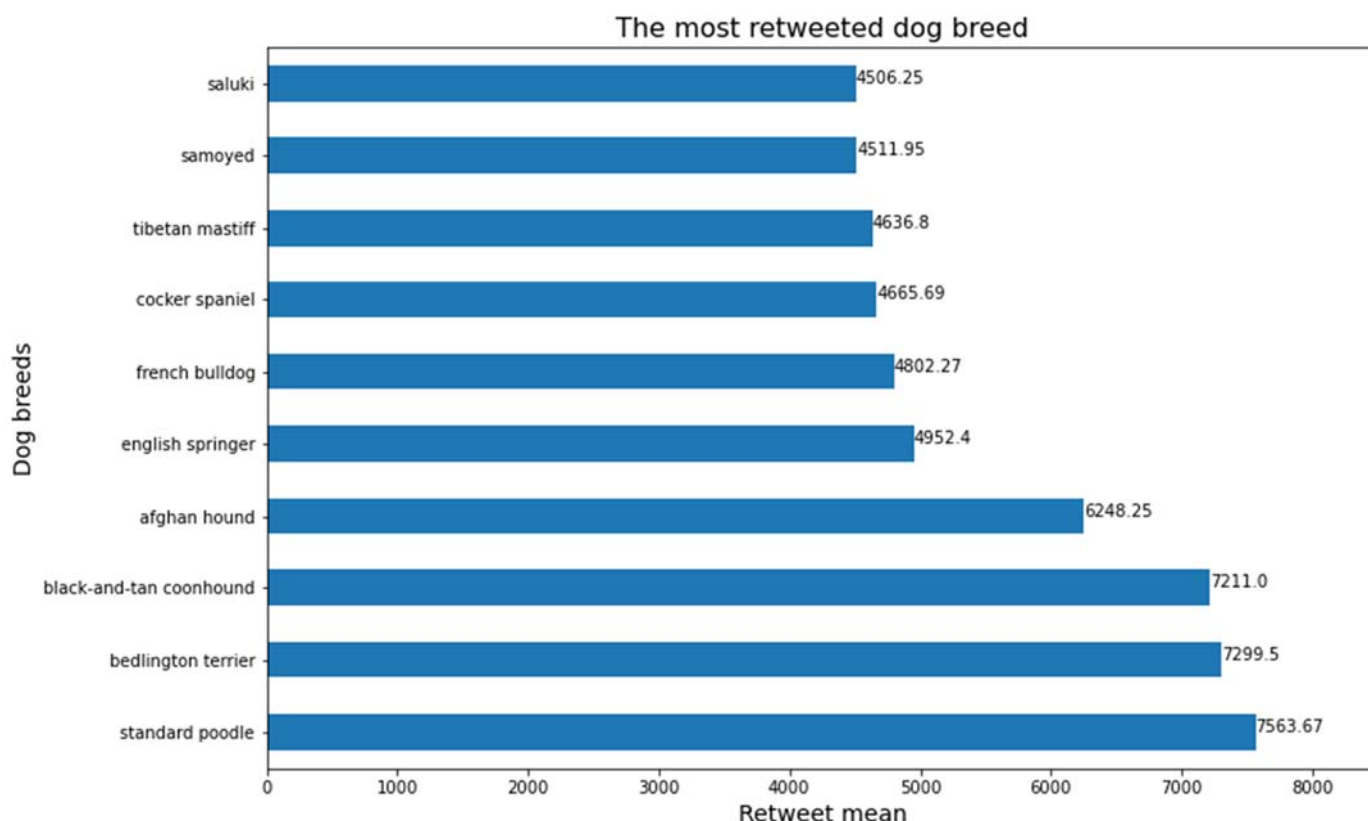 The most retweeted dog breed
saluki
4506.25
samoyed
4511.95
tibetan mastiff
4636.8
cocker spaniel
4665.69
french bulldog
4802.27
english springer
4952.4
afghan hound
6248.25
black-and-tan coonhound
7211.0
bedlington terrier
7299.5
standard poodle
7563.67
Dog breeds
0 1000 2000 3000 4000 5000 6000 7000 8000
Retweet mean